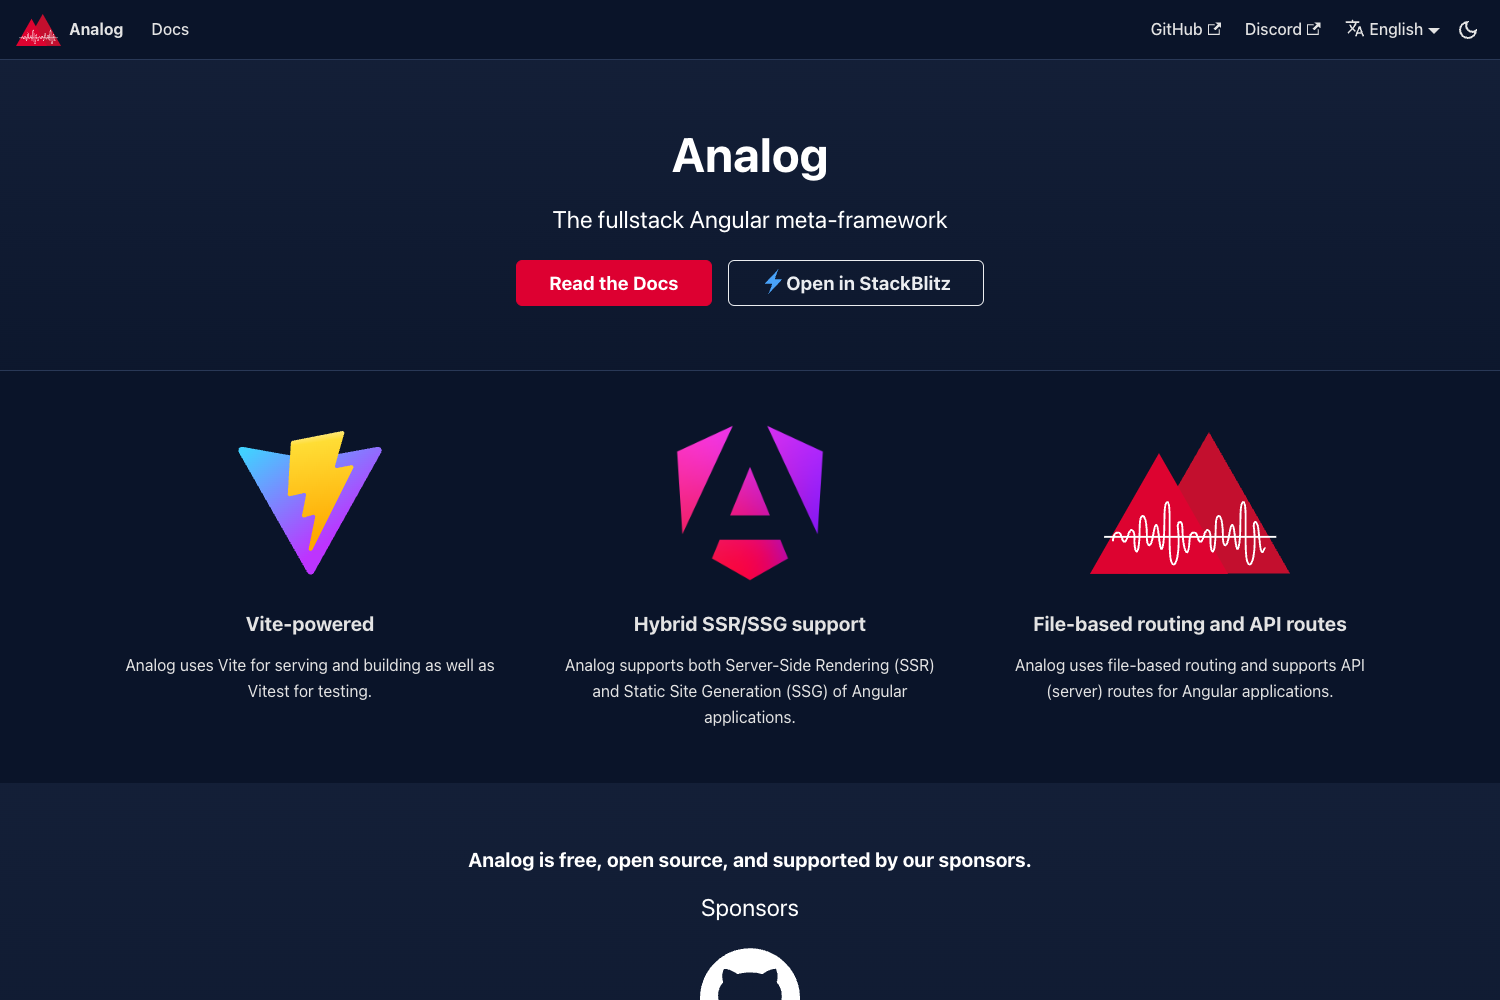 Analog
Docs
GitHub
Discord
English
Analog
The fullstack Angular meta-framework
Read the Docs
Open in StackBlitz
Vite-powered
Analog uses Vite for serving and building as well as
Vitest for testing.
Hybrid SSR/SSG support
Analog supports both Server-Side Rendering (SSR)
and Static Site Generation (SSG) of Angular
applications.
File-based routing and API routes
Analog uses file-based routing and supports API
(server) routes for Angular applications.
Analog is free, open source, and supported by our sponsors.
Sponsors